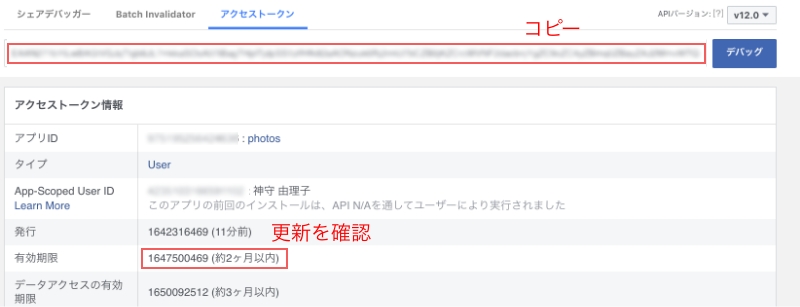 シェアデバッガー Batch Invalidator アクセストークン APIバージョン: [?] v12.0
コピー
デバッグ
アクセストークン情報
アプリID : photos
タイプ User
App-Scoped User ID : 神守 由理子
Learn More このアプリの前回のインストールは、API N/Aを通してユーザーにより実行されました
発行 1642316469 (11分前) 更新を確認
有効期限 1647500469 (約2ヶ月以内)
データアクセスの有効
期限 1650092512 (約3ヶ月以内)